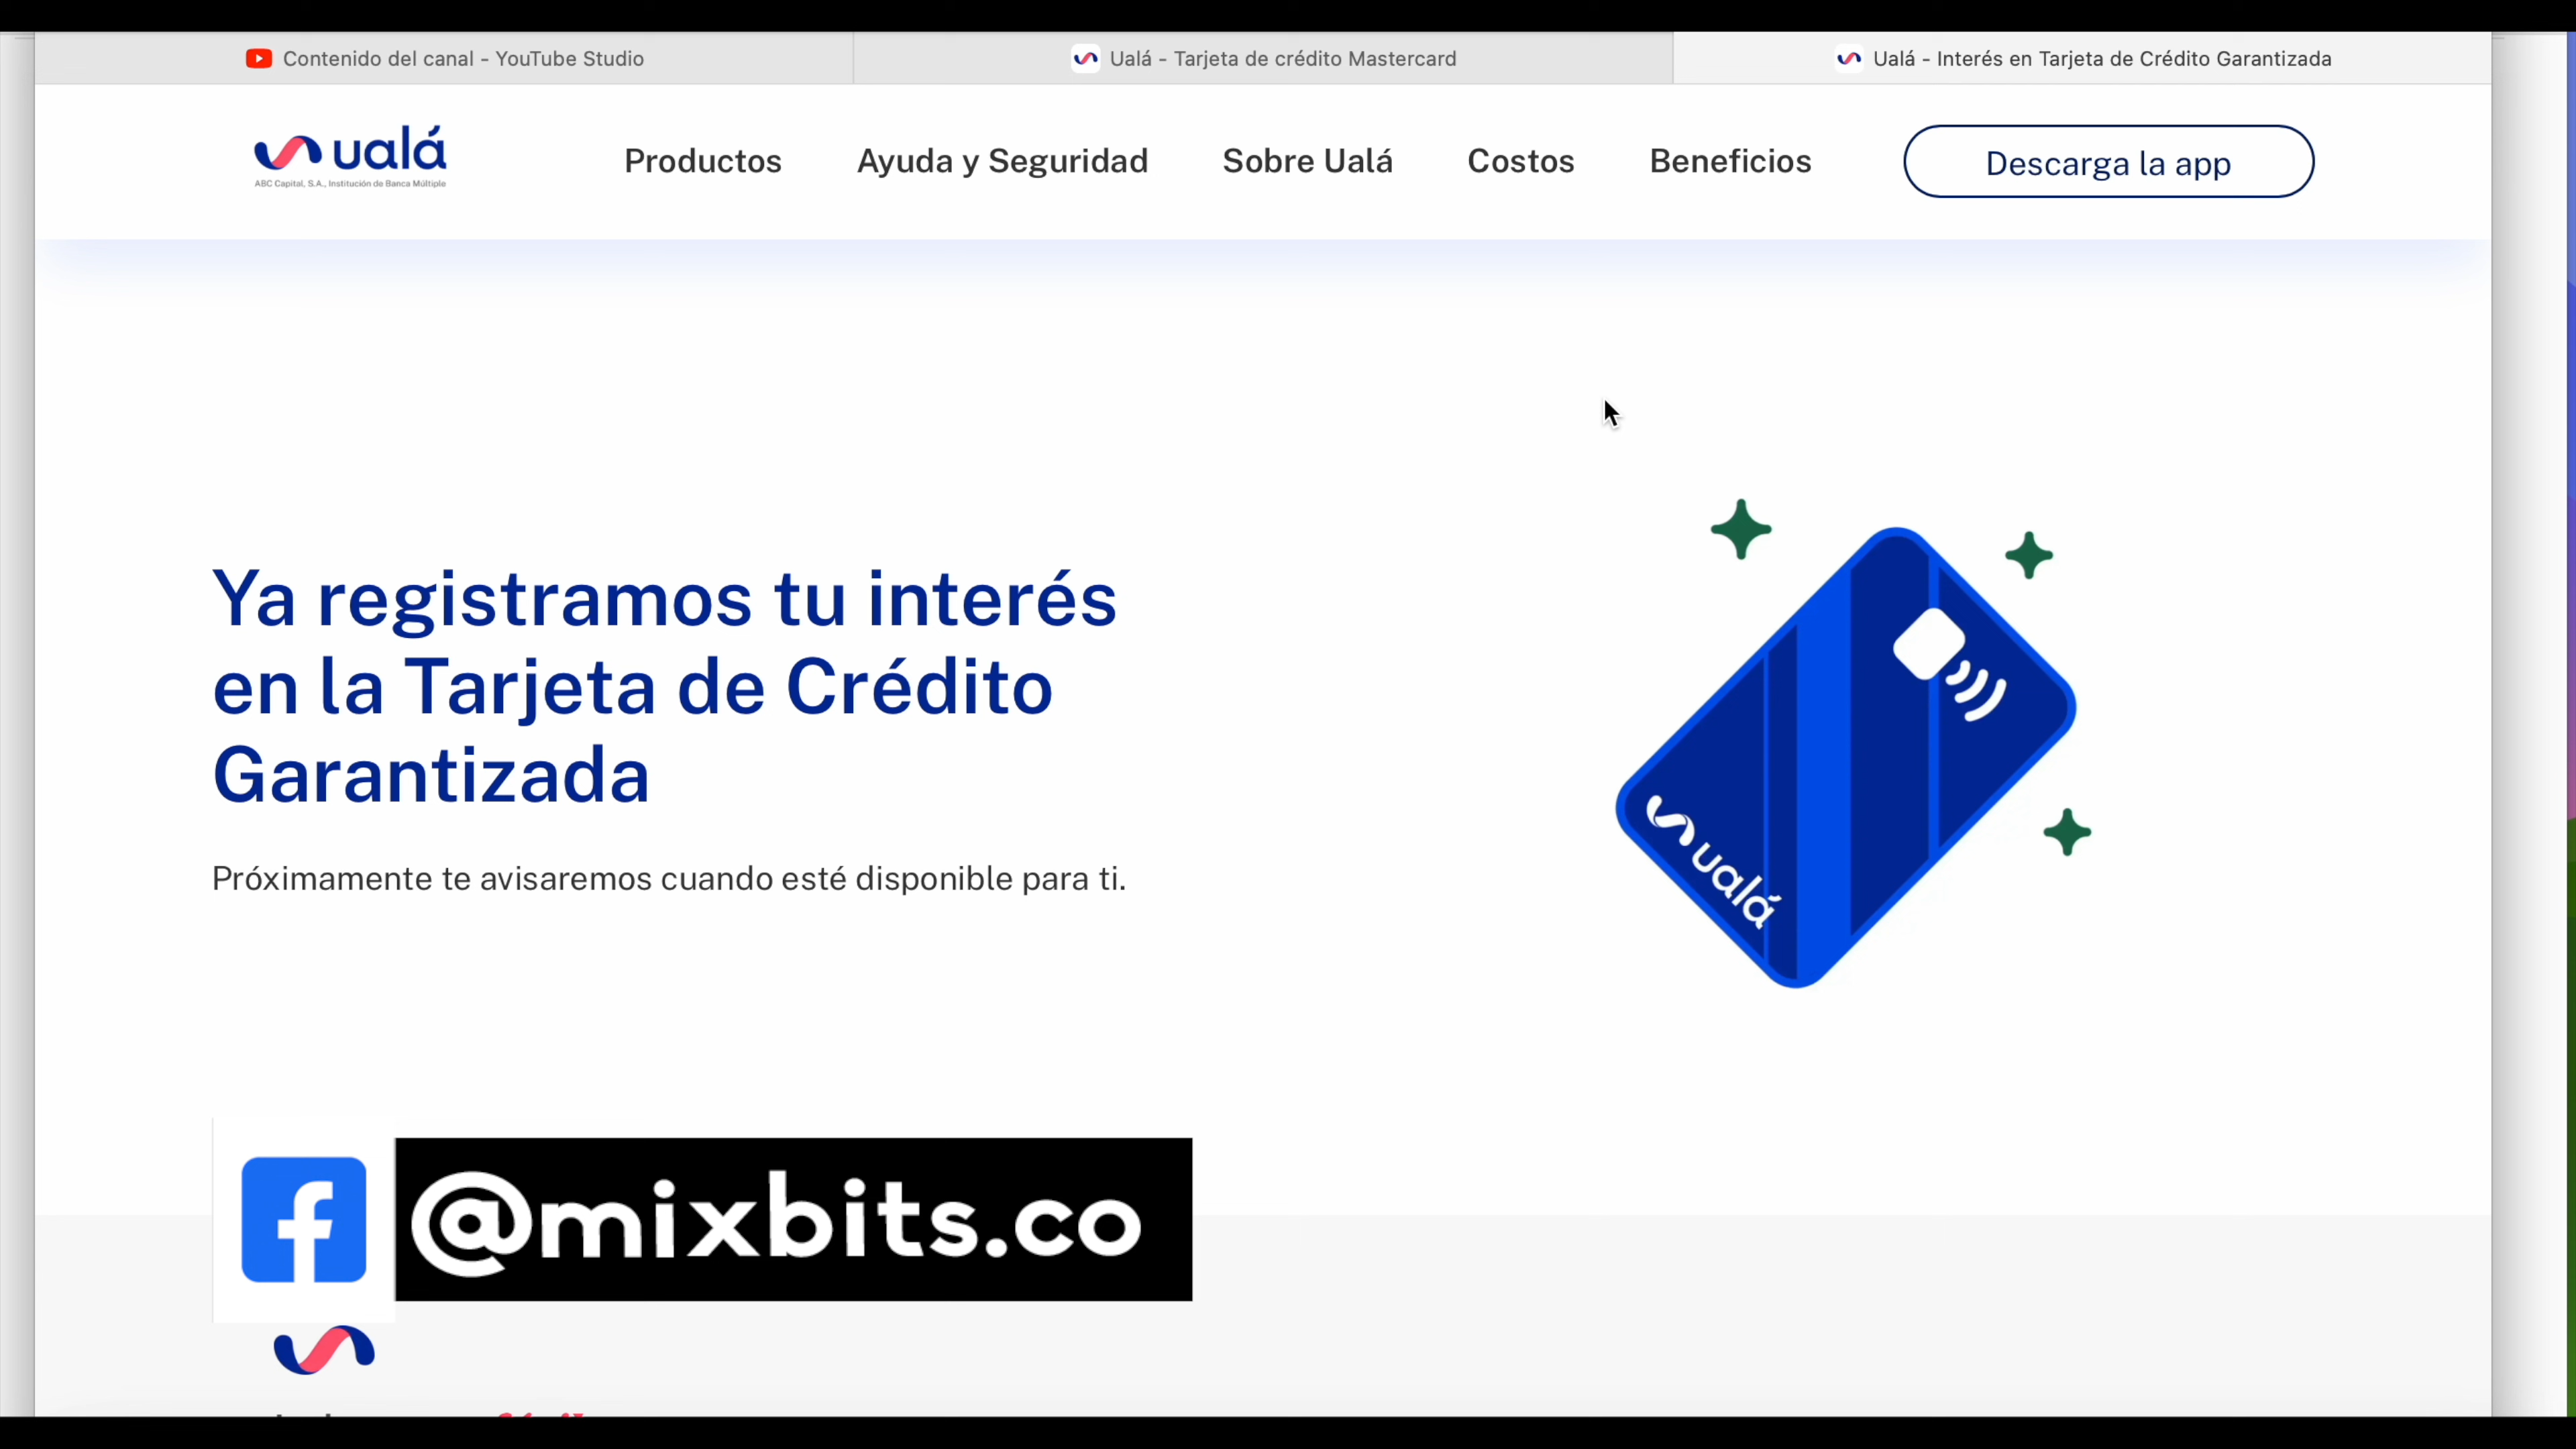 Contenido del canal - YouTube Studio
Ualá - Tarjeta de crédito Mastercard
Ualá - Interés en Tarjeta de Crédito Garantizada
ualá
ABC Capital, S.A., Institución de Banca Múltiple
Productos
Ayuda y Seguridad
Sobre Ualá
Costos
Beneficios
Descarga la app
Ya registramos tu interés
en la Tarjeta de Crédito
Garantizada
Próximamente te avisaremos cuando esté disponible para ti.
ualá
@mixbits.co